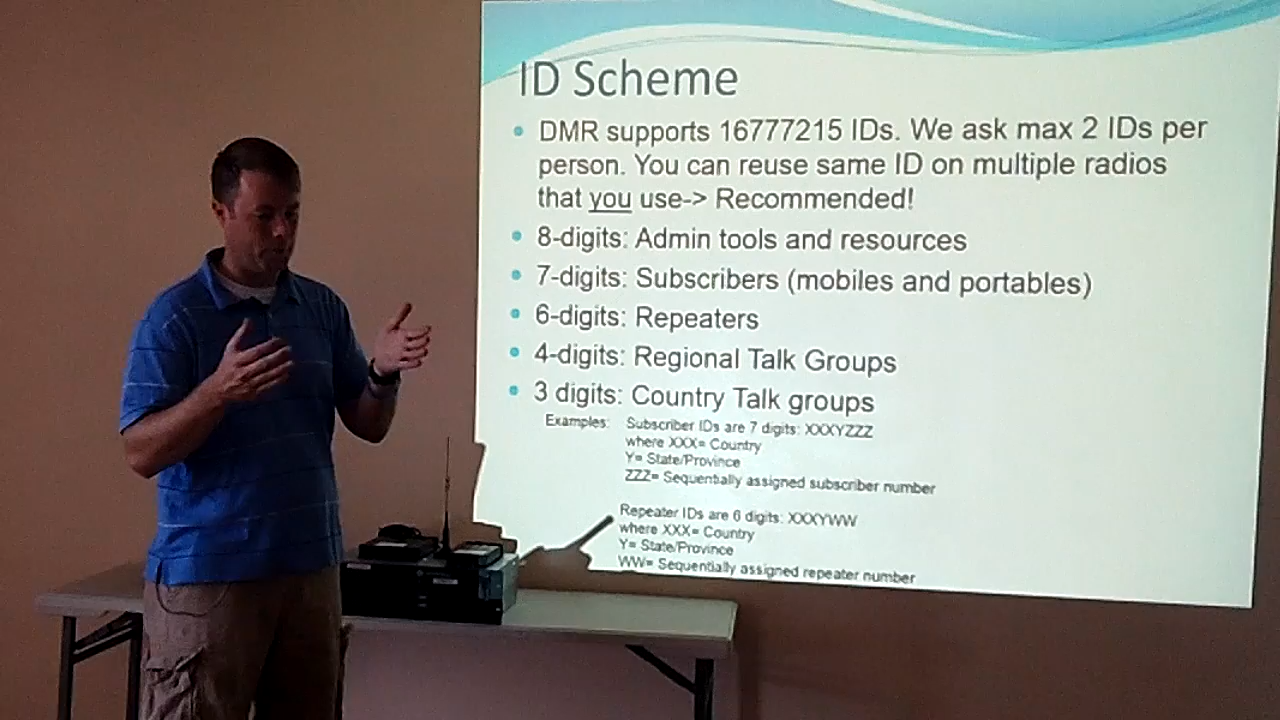 ID Scheme
DMR supports 16777215 IDs. We ask max 2 IDs per
person. You can reuse same ID on multiple radios
that you use-> Recommended!
8-digits: Admin tools and resources
7-digits: Subscribers (mobiles and portables)
6-digits: Repeaters
4-digits: Regional Talk Groups
3 digits: Country Talk groups
Examples: Subscriber IDs are 7 digits: XXXYZZZ
where XXX= Country
Y= State/Province
ZZZ= Sequentially assigned subscriber number
Repeater IDs are 6 digits: XXXYWW
where XXX= Country
Y= State/Province
WW= Sequentially assigned repeater number